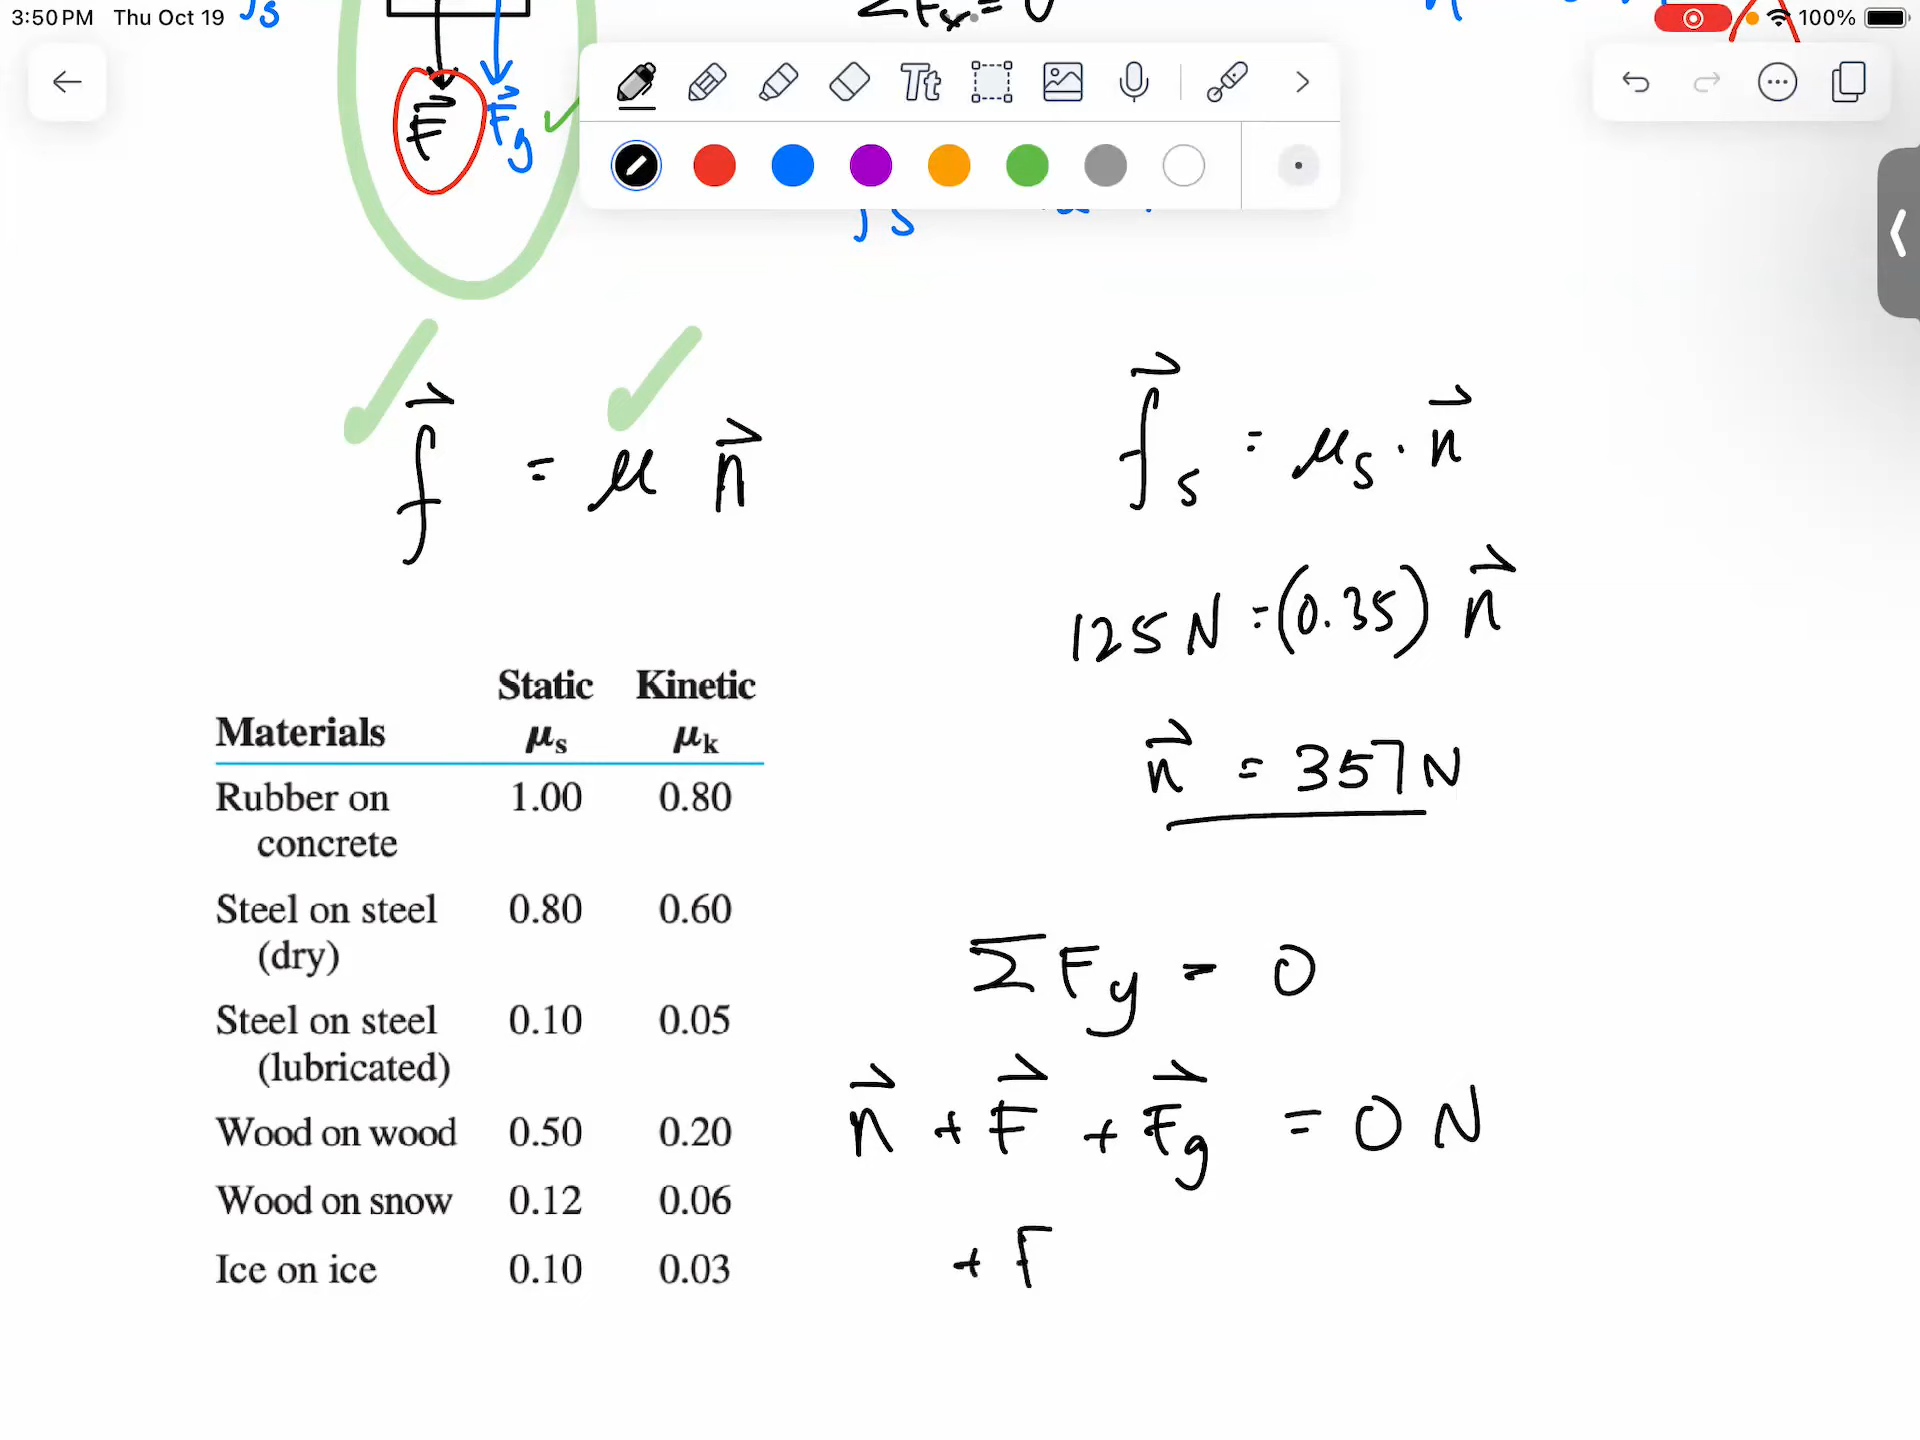 3:50 PM Thu Oct 19
100%
ΣFₓ = 0
F⃗ F⃗g
Tt
f⃗ = μ n⃗
f⃗s = μs · n⃗
125 N = (0.35) n⃗
n⃗ = 357 N
Static Kinetic
Materials μs μk
Rubber on 1.00 0.80
concrete
Steel on steel 0.80 0.60
(dry)
Steel on steel 0.10 0.05
(lubricated)
Wood on wood 0.50 0.20
Wood on snow 0.12 0.06
Ice on ice 0.10 0.03
ΣFy = 0
n⃗ + F⃗ + F⃗g = 0 N
+ F